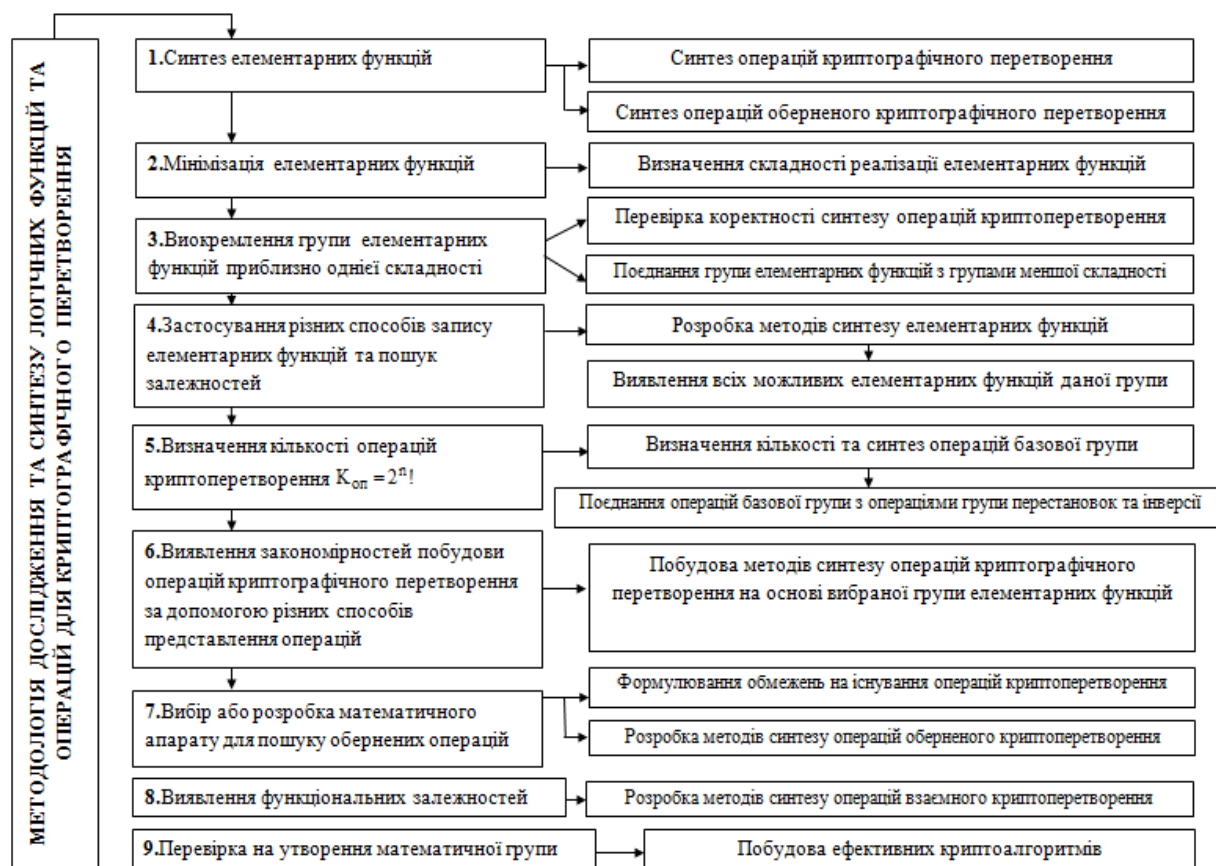 МЕТОДОЛОГІЯ ДОСЛІДЖЕННЯ ТА СИНТЕЗУ ЛОГІЧНИХ ФУНКЦІЙ ТА
ОПЕРАЦІЙ ДЛЯ КРИПТОГРАФІЧНОГО ПЕРЕТВОРЕННЯ
1.Синтез елементарних функцій
Синтез операцій криптографічного перетворення
Синтез операцій оберненого криптографічного перетворення
2.Мінімізація елементарних функцій
Визначення складності реалізації елементарних функцій
3.Виокремлення групи елементарних
функцій приблизно однієї складності
Перевірка коректності синтезу операцій криптоперетворення
Поєднання групи елементарних функцій з групами меншої складності
4.Застосування різних способів запису
елементарних функцій та пошук
залежностей
Розробка методів синтезу елементарних функцій
Виявлення всіх можливих елементарних функцій даної групи
5.Визначення кількості операцій
криптоперетворення Kоп = 2ⁿ!
Визначення кількості та синтез операцій базової групи
Поєднання операцій базової групи з операціями групи перестановок та інверсії
6.Виявлення закономірностей побудови
операцій криптографічного перетворення
за допомогою різних способів
представлення операцій
Побудова методів синтезу операцій криптографічного
перетворення на основі вибраної групи елементарних функцій
7.Вибір або розробка математичного
апарату для пошуку обернених операцій
Формулювання обмежень на існування операцій криптоперетворення
Розробка методів синтезу операцій оберненого криптоперетворення
8.Виявлення функціональних залежностей
Розробка методів синтезу операцій взаємного криптоперетворення
9.Перевірка на утворення математичної групи
Побудова ефективних криптоалгоритмів